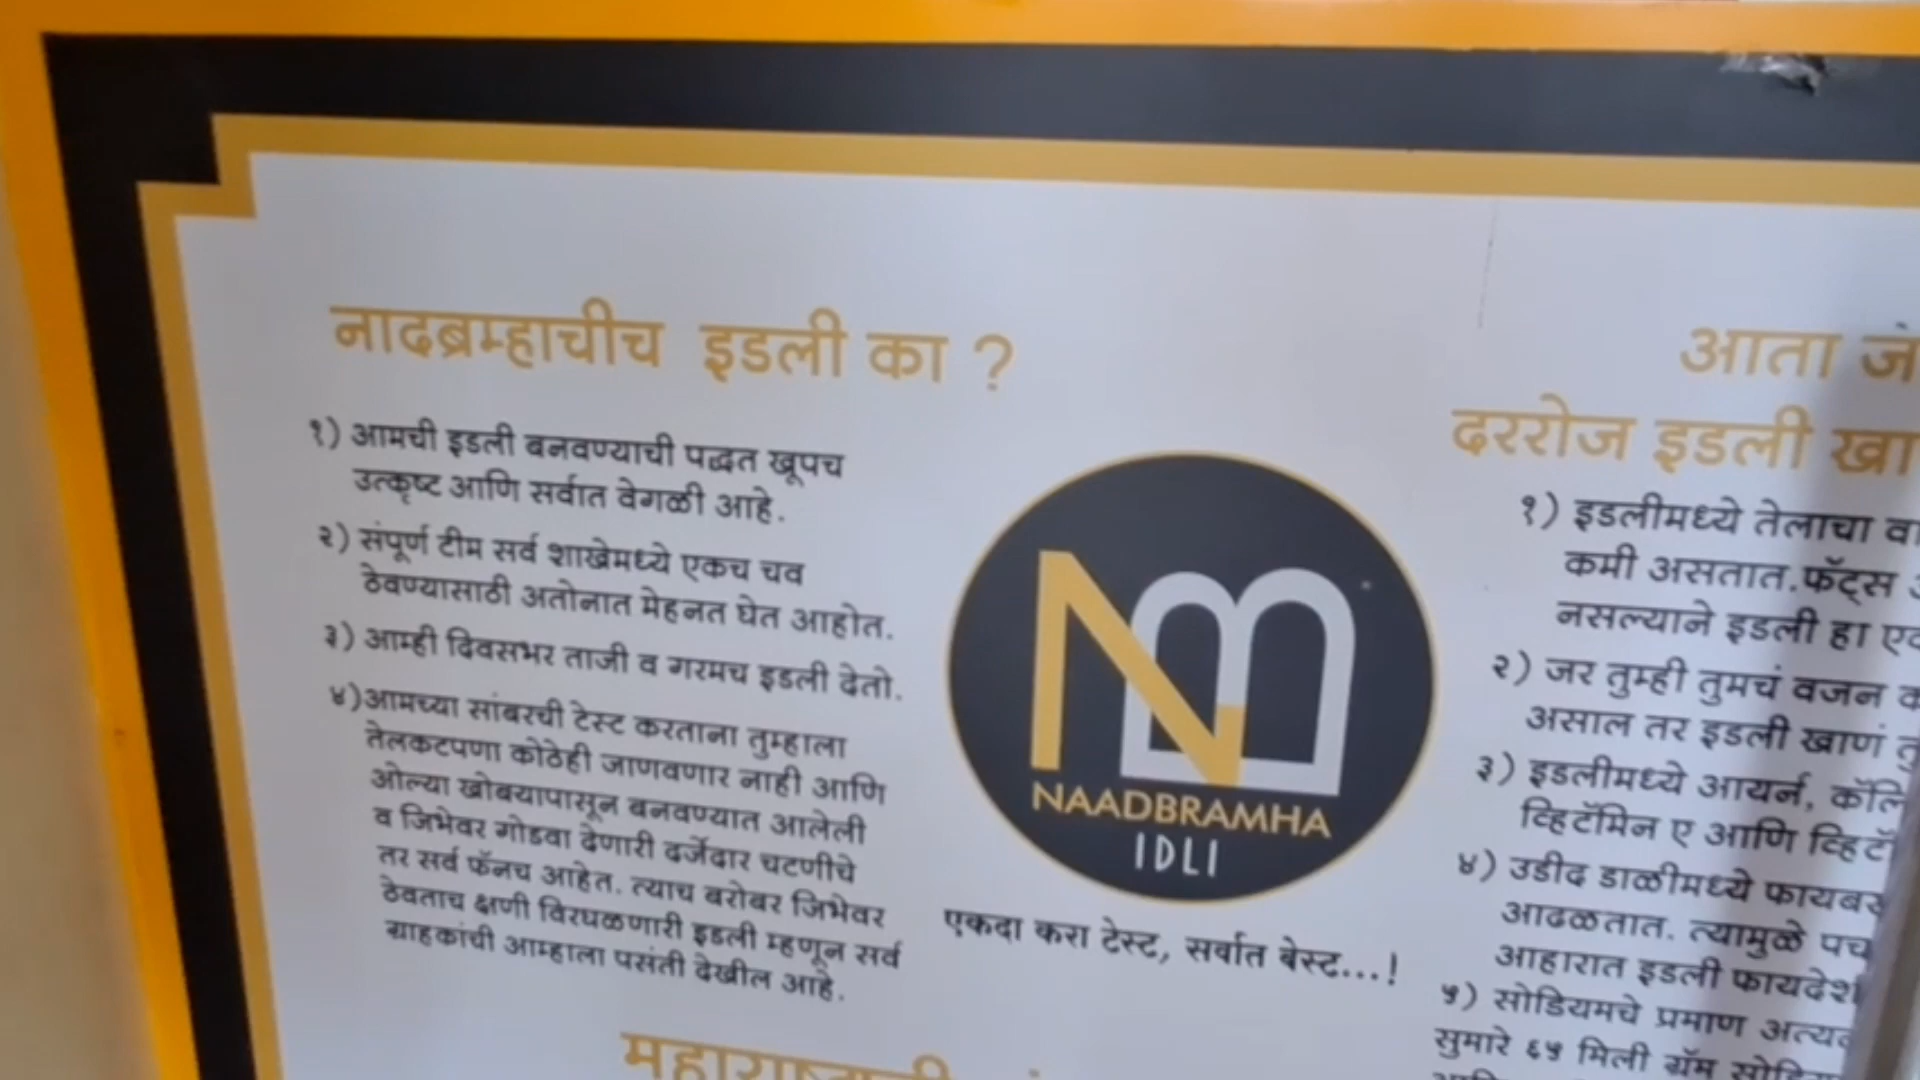 नादब्रम्हाचीच इडली का ?
१) आमची इडली बनवण्याची पद्धत खूपच
उत्कृष्ट आणि सर्वात वेगळी आहे.
२) संपूर्ण टीम सर्व शाखेमध्ये एकच चव
ठेवण्यासाठी अतोनात मेहनत घेत आहोत.
३) आम्ही दिवसभर ताजी व गरमच इडली देतो.
४)आमच्या सांबरची टेस्ट करताना तुम्हाला
तेलकटपणा कोठेही जाणवणार नाही आणि
ओल्या खोबयापासून बनवण्यात आलेली
व जिभेवर गोडवा देणारी दर्जेदार चटणीचे
तर सर्व फॅनच आहेत. त्याच बरोबर जिभेवर
ठेवताच क्षणी विरघळणारी इडली म्हणून सर्व
ग्राहकांची आम्हाला पसंती देखील आहे.
NB
NAADBRAMHA
IDLI
एकदा करा टेस्ट, सर्वात बेस्ट...!
आता
दररोज इडली
१) इडलीमध्ये तेलाचा
कमी असतात.फॅट्स
नसल्याने इडली हा
२) जर तुम्ही तुमचं वजन
असाल तर इडली खाणं
३) इडलीमध्ये आयर्न,
व्हिटॅमिन ए आणि
४) उडीद डाळीमध्ये
आढळतात. त्यामुळे
आहारात इडली
५) सोडियमचे प्रमाण
सुमारे ६५ मिली ग्रॅम